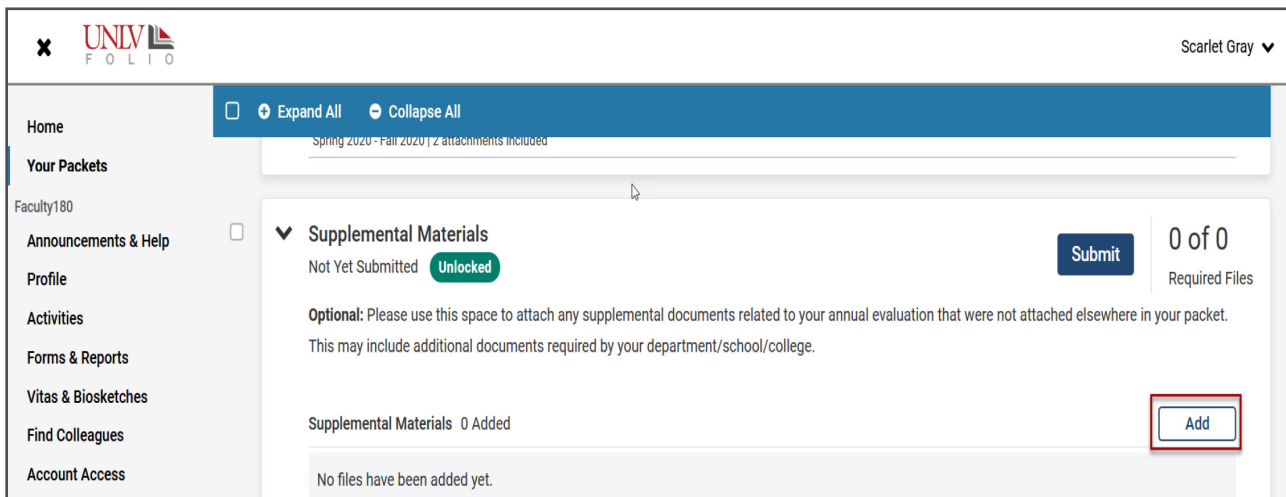 UNLV
FOLIO
Scarlet Gray
Home
Your Packets
Faculty180
Announcements & Help
Profile
Activities
Forms & Reports
Vitas & Biosketches
Find Colleagues
Account Access
Expand All Collapse All
Spring 2020 - Fall 2020 | 2 attachments included
Supplemental Materials
Not Yet Submitted Unlocked
Submit
0 of 0
Required Files
Optional: Please use this space to attach any supplemental documents related to your annual evaluation that were not attached elsewhere in your packet.
This may include additional documents required by your department/school/college.
Supplemental Materials 0 Added
Add
No files have been added yet.